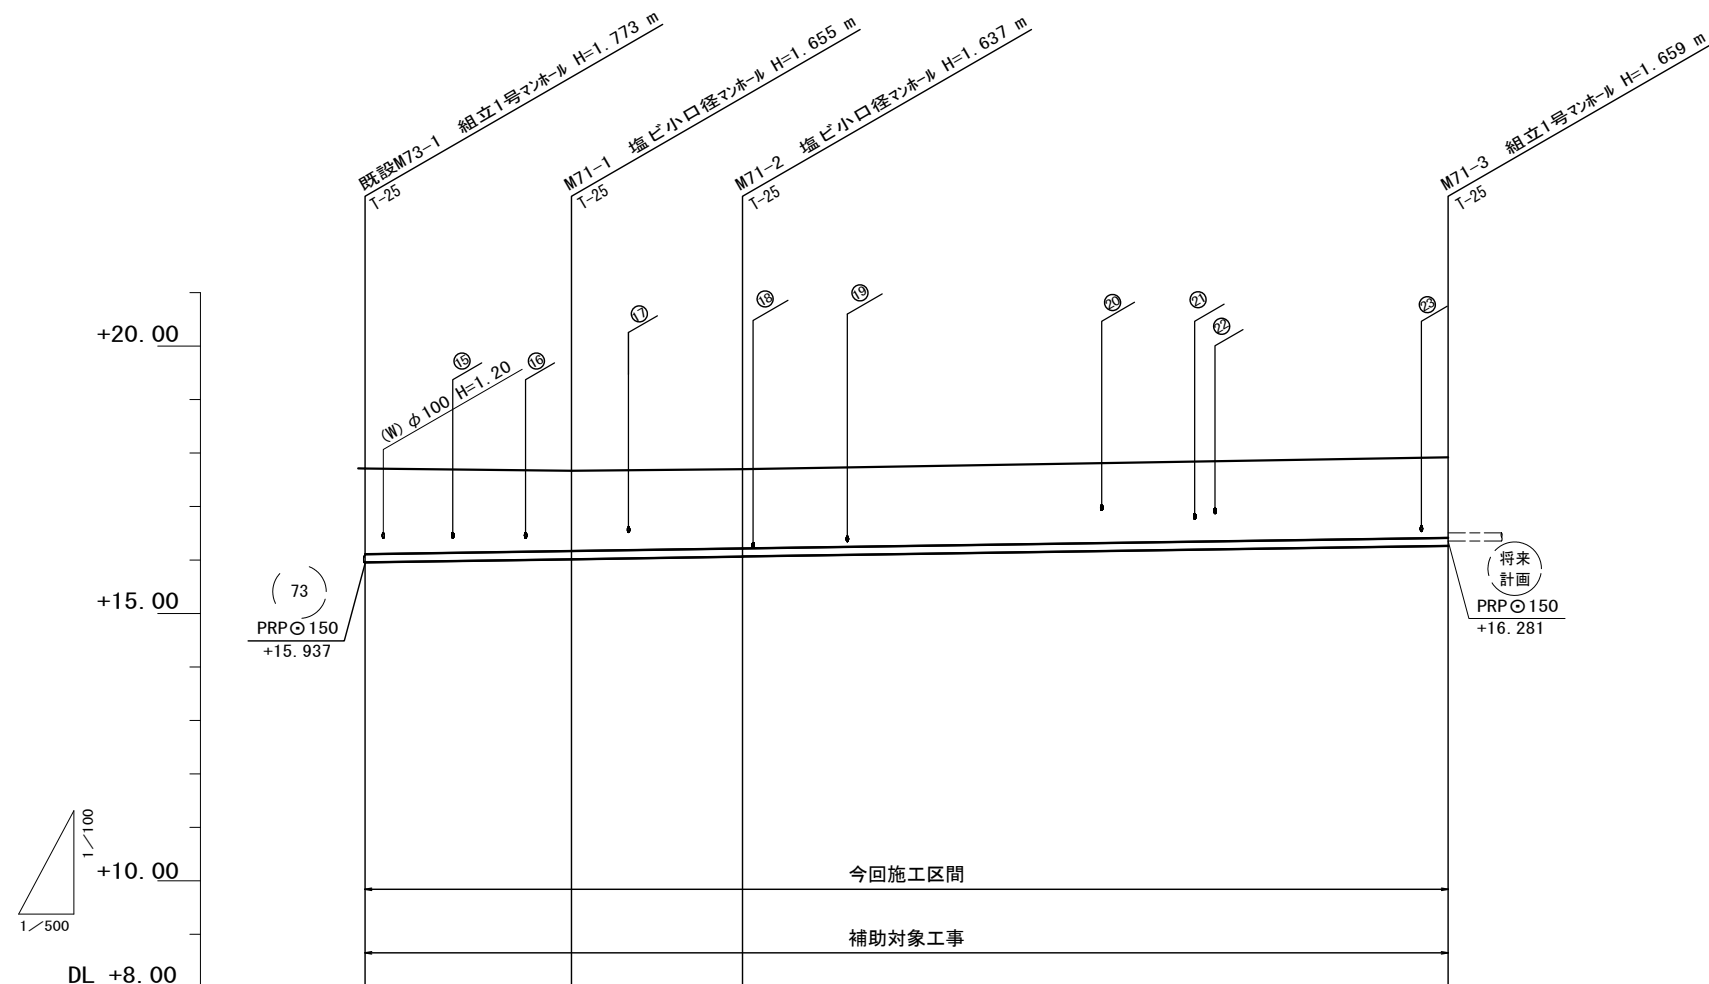 既設M73-1　組立1号ﾏﾝﾎｰﾙ H=1.773 m
T-25
M71-1　塩ビ小口径ﾏﾝﾎｰﾙ H=1.655 m
T-25
M71-2　塩ビ小口径ﾏﾝﾎｰﾙ H=1.637 m
T-25
M71-3　組立1号ﾏﾝﾎｰﾙ H=1.659 m
T-25
+20.00
(W) φ100 H=1.20
⑮
⑯
⑰
⑱
⑲
⑳
㉑
㉒
㉓
+15.00
73
PRP⊙150
+15.937
将来
計画
PRP⊙150
+16.281
1/100
1/500
+10.00
今回施工区間
補助対象工事
DL +8.00